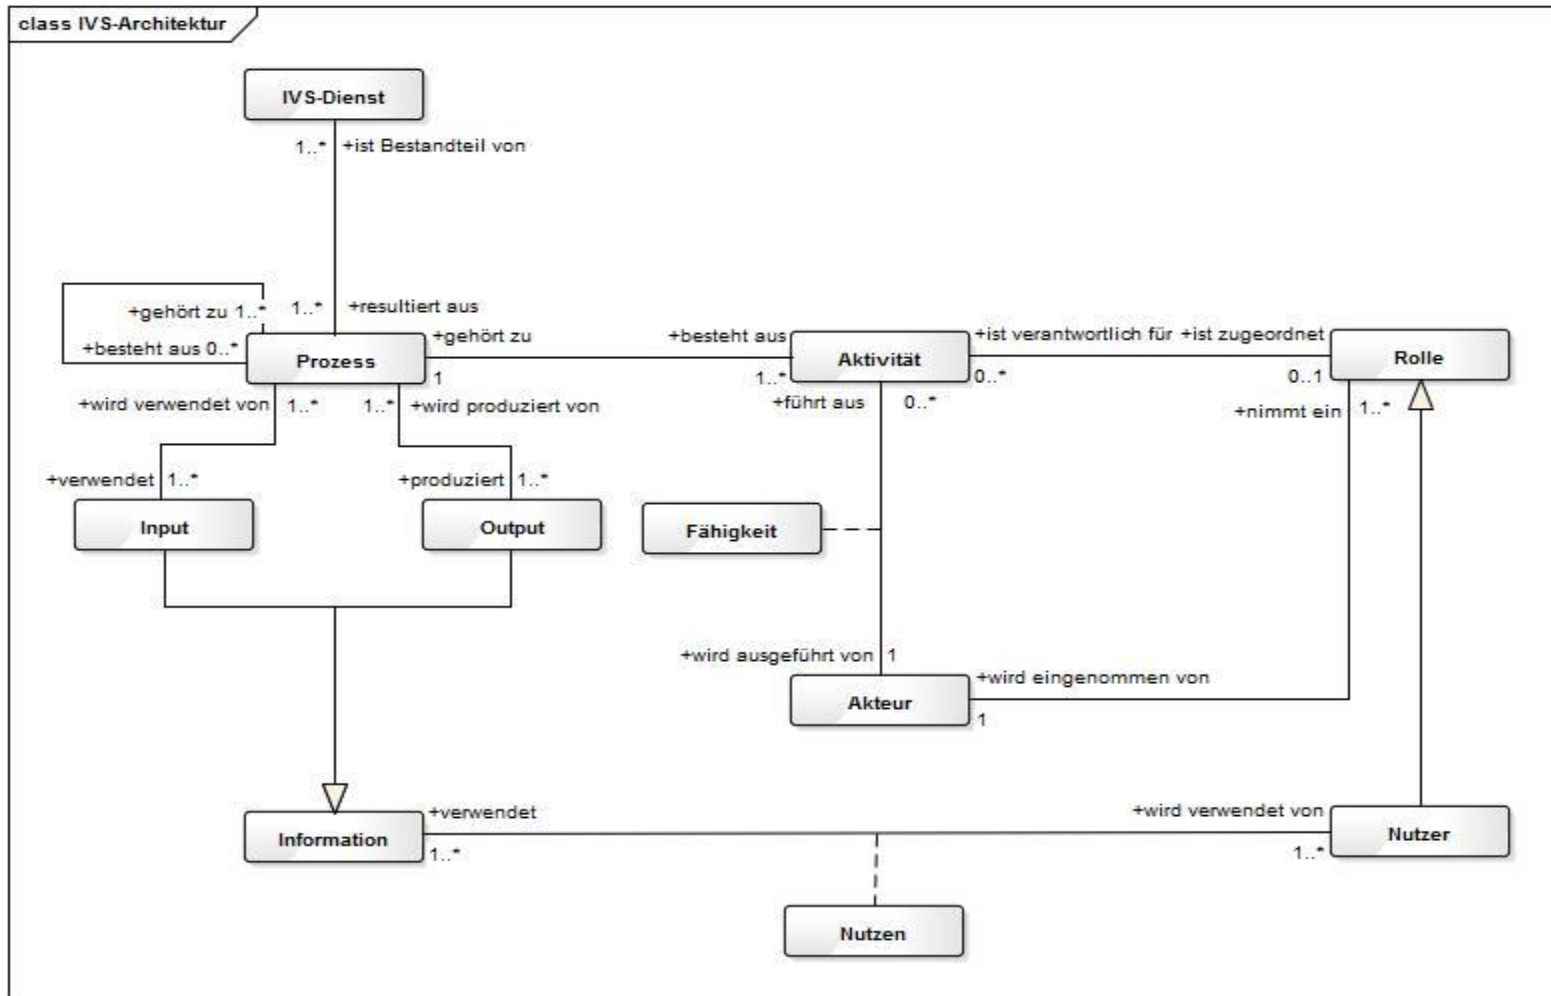 class IVS-Architektur
IVS-Dienst
1..* +ist Bestandteil von
+gehört zu 1..*
1..* +resultiert aus
+besteht aus 0..*
Prozess
+gehört zu
1
+besteht aus
1..*
Aktivität
+ist verantwortlich für +ist zugeordnet
0..*
0..1
Rolle
+wird verwendet von 1..*
1..* +wird produziert von
+führt aus 0..*
+nimmt ein 1..*
+verwendet 1..*
+produziert 1..*
Input
Output
Fähigkeit
+wird ausgeführt von 1
Akteur
+wird eingenommen von
1
Information
+verwendet
1..*
+wird verwendet von
1..*
Nutzer
Nutzen